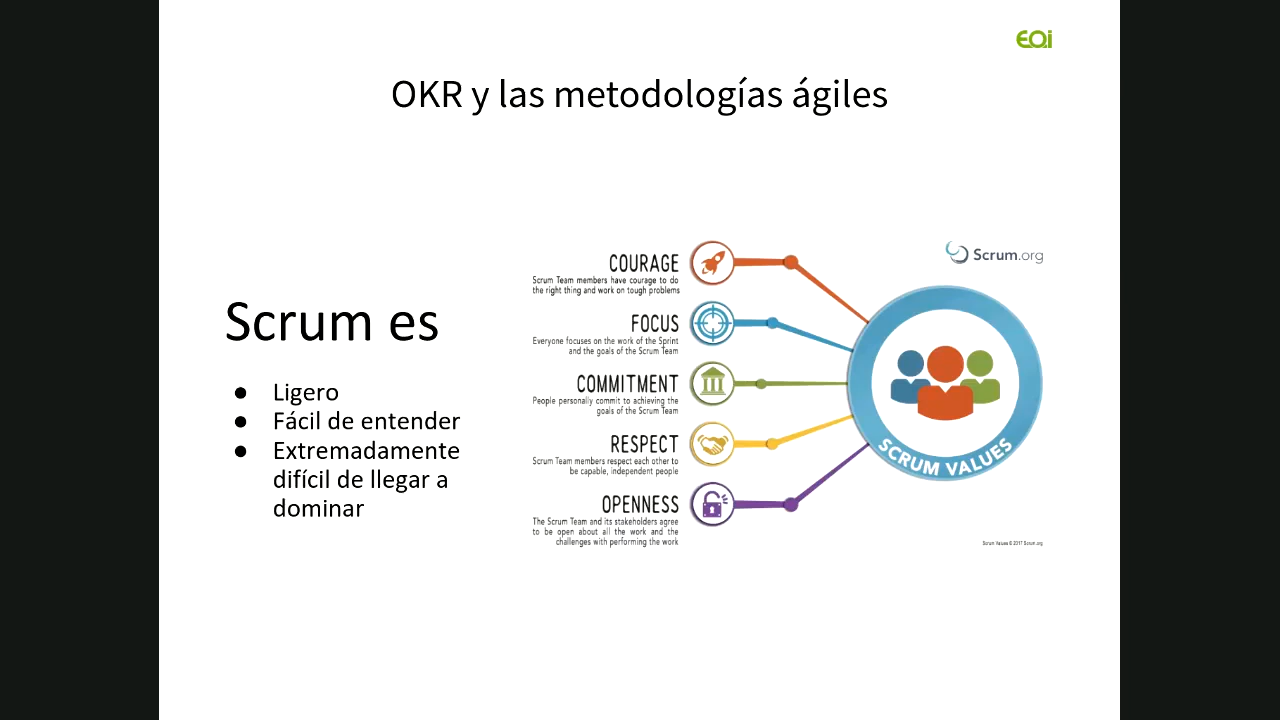 EOi
OKR y las metodologías ágiles
Scrum es
● Ligero
● Fácil de entender
● Extremadamente
difícil de llegar a
dominar
Scrum.org
COURAGE
Scrum Team members have courage to do
the right thing and work on tough problems
FOCUS
Everyone focuses on the work of the Sprint
and the goals of the Scrum Team
COMMITMENT
People personally commit to achieving the
goals of the Scrum Team
RESPECT
Scrum Team members respect each other to
be capable, independent people
OPENNESS
The Scrum Team and its stakeholders agree
to be open about all the work and the
challenges with performing the work
SCRUM VALUES
Scrum Values © 2017 Scrum.org